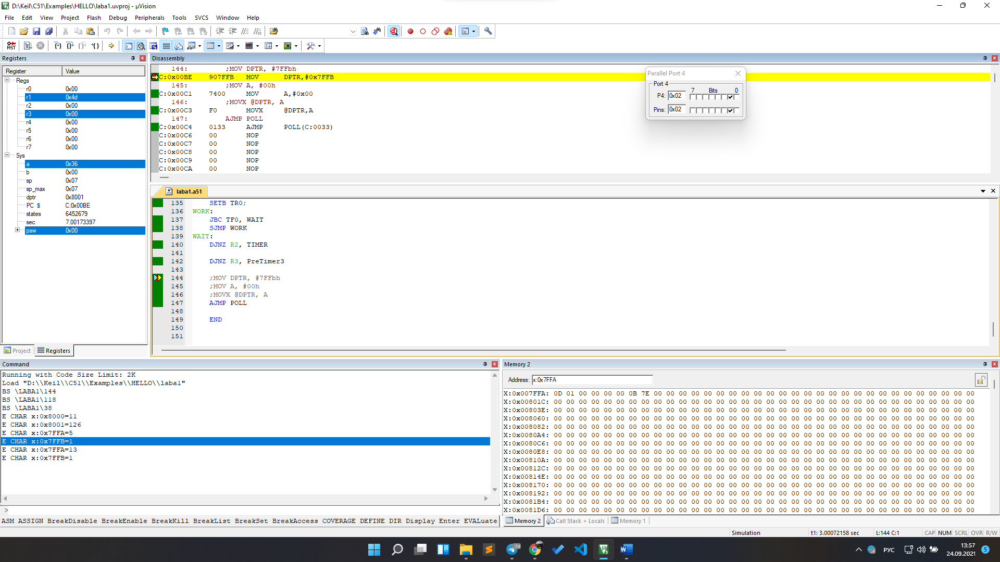 D:\Keil\C51\Examples\HELLO\laba1.uvproj - µVision
File Edit View Project Flash Debug Peripherals Tools SVCS Window Help
RST
Registers
Register Value
Regs
r0 0x00
r1 0x4d
r2 0x00
r3 0x00
r4 0x00
r5 0x00
r6 0x00
r7 0x00
Sys
a 0x36
b 0x00
sp 0x07
sp_max 0x07
dptr 0x8001
PC $ C:0x00BE
states 6452679
sec 7.00173397
psw 0x00
Project Registers
Disassembly
144: ;MOV DPTR, #7FFbh
C:0x00BE 907FFB MOV DPTR,#0x7FFB
145: ;MOV A, #00h
C:0x00C1 7400 MOV A,#0x00
146: ;MOVX @DPTR, A
C:0x00C3 F0 MOVX @DPTR,A
147: AJMP POLL
C:0x00C4 0133 AJMP POLL(C:0033)
C:0x00C6 00 NOP
C:0x00C7 00 NOP
C:0x00C8 00 NOP
C:0x00C9 00 NOP
C:0x00CA 00 NOP
Parallel Port 4
Port 4
7 Bits 0
P4: 0x02
Pins: 0x02
laba1.a51
135 SETB TR0;
136 WORK:
137 JBC TF0, WAIT
138 SJMP WORK
139 WAIT:
140 DJNZ R2, TIMER
141
142 DJNZ R3, PreTimer3
143
144 ;MOV DPTR, #7FFbh
145 ;MOV A, #00h
146 ;MOVX @DPTR, A
147 AJMP POLL
148
149 END
150
151
Command
Running with Code Size Limit: 2K
Load "D:\\Keil\\C51\\Examples\\HELLO\\laba1"
BS \LABA1\144
BS \LABA1\118
BS \LABA1\38
E CHAR x:0x8000=11
E CHAR x:0x8001=126
E CHAR x:0x7FFA=5
E CHAR x:0x7FFB=1
E CHAR x:0x7FFA=13
E CHAR x:0x7FFB=1
>
ASM ASSIGN BreakDisable BreakEnable BreakKill BreakList BreakSet BreakAccess COVERAGE DEFINE DIR Display Enter EVALuate
Memory 2
Address: x:0x7FFA
X:0x007FFA: 0D 01 00 00 00 00 0B 7E 00 00 00 00 00 00 00 00 00 00 00 00 00 00 00 00 00 00 00 00 00 00 00 00 00 00
X:0x00801C: 00 00 00 00 00 00 00 00 00 00 00 00 00 00 00 00 00 00 00 00 00 00 00 00 00 00 00 00 00 00 00 00 00 00
X:0x00803E: 00 00 00 00 00 00 00 00 00 00 00 00 00 00 00 00 00 00 00 00 00 00 00 00 00 00 00 00 00 00 00 00 00 00
X:0x008060: 00 00 00 00 00 00 00 00 00 00 00 00 00 00 00 00 00 00 00 00 00 00 00 00 00 00 00 00 00 00 00 00 00 00
X:0x008082: 00 00 00 00 00 00 00 00 00 00 00 00 00 00 00 00 00 00 00 00 00 00 00 00 00 00 00 00 00 00 00 00 00 00
X:0x0080A4: 00 00 00 00 00 00 00 00 00 00 00 00 00 00 00 00 00 00 00 00 00 00 00 00 00 00 00 00 00 00 00 00 00 00
X:0x0080C6: 00 00 00 00 00 00 00 00 00 00 00 00 00 00 00 00 00 00 00 00 00 00 00 00 00 00 00 00 00 00 00 00 00 00
X:0x0080E8: 00 00 00 00 00 00 00 00 00 00 00 00 00 00 00 00 00 00 00 00 00 00 00 00 00 00 00 00 00 00 00 00 00 00
X:0x00810A: 00 00 00 00 00 00 00 00 00 00 00 00 00 00 00 00 00 00 00 00 00 00 00 00 00 00 00 00 00 00 00 00 00 00
X:0x00812C: 00 00 00 00 00 00 00 00 00 00 00 00 00 00 00 00 00 00 00 00 00 00 00 00 00 00 00 00 00 00 00 00 00 00
X:0x00814E: 00 00 00 00 00 00 00 00 00 00 00 00 00 00 00 00 00 00 00 00 00 00 00 00 00 00 00 00 00 00 00 00 00 00
X:0x008170: 00 00 00 00 00 00 00 00 00 00 00 00 00 00 00 00 00 00 00 00 00 00 00 00 00 00 00 00 00 00 00 00 00 00
X:0x008192: 00 00 00 00 00 00 00 00 00 00 00 00 00 00 00 00 00 00 00 00 00 00 00 00 00 00 00 00 00 00 00 00 00 00
X:0x0081B4: 00 00 00 00 00 00 00 00 00 00 00 00 00 00 00 00 00 00 00 00 00 00 00 00 00 00 00 00 00 00 00 00 00 00
X:0x0081D6: 00 00 00 00 00 00 00 00 00 00 00 00 00 00 00 00 00 00 00 00 00 00 00 00 00 00 00 00 00 00 00 00 00 00
Memory 2 Call Stack + Locals Memory 1
Simulation t1: 3.00072158 sec L:144 C:1 CAP NUM SCRL OVR R/W
74
РУС
13:57
24.09.2021
5